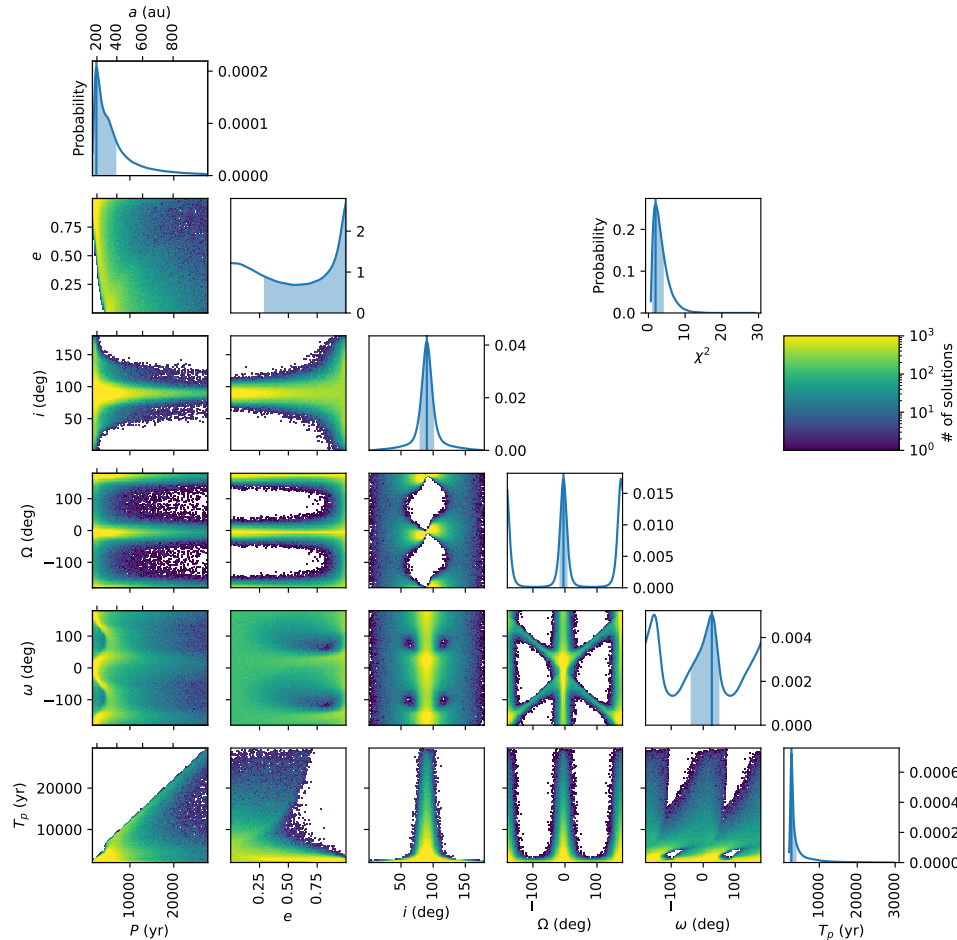 a (au)
200 400 600 800
Probability
0.0002
0.0001
0.0000
e
0.75
0.50
0.25
2
1
0
Probability
0.2
0.1
0.0
0 10 20 30
χ²
i (deg)
150
100
50
0.04
0.02
0.00
10³
10²
10¹
10⁰
# of solutions
Ω (deg)
100
0
−100
0.015
0.010
0.005
0.000
ω (deg)
100
0
−100
0.004
0.002
0.000
Tₚ (yr)
20000
10000
0.0006
0.0004
0.0002
0.0000
10000 20000
P (yr)
0.25 0.50 0.75
e
50 100 150
i (deg)
−100 0 100
Ω (deg)
−100 0 100
ω (deg)
10000 20000 30000
Tₚ (yr)